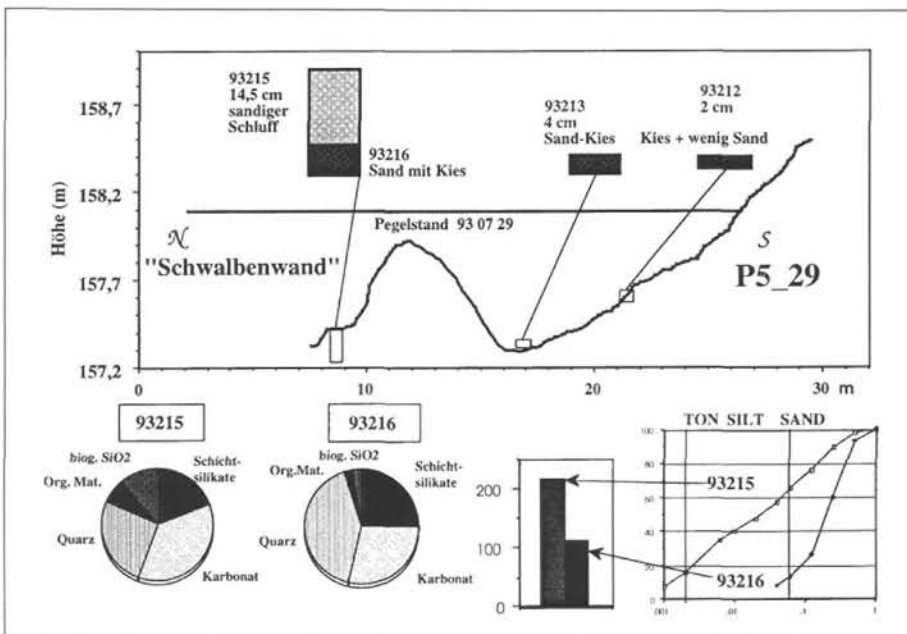 93215
14,5 cm
sandiger
Schluff
93216
Sand mit Kies
93213
4 cm
Sand-Kies
93212
2 cm
Kies + wenig Sand
Höhe (m)
158,7
158,2
157,7
157,2
Pegelstand 93 07 29
N
"Schwalbenwand"
S
P5_29
0
10
20
30 m
93215
biog. SiO2
Schicht-
silikate
Org. Mat.
Quarz
Karbonat
93216
biog. SiO2
Org.Mat.
Schicht-
silikate
Quarz
Karbonat
200
100
0
93215
93216
TON SILT SAND
100
80
60
40
20
0
.001
.01
.1
1